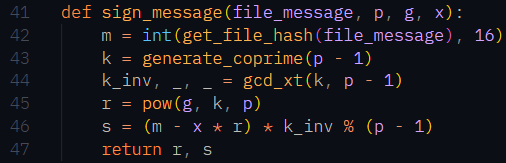 41 def sign_message(file_message, p, g, x):
42     m = int(get_file_hash(file_message), 16)
43     k = generate_coprime(p - 1)
44     k_inv, _, _ = gcd_xt(k, p - 1)
45     r = pow(g, k, p)
46     s = (m - x * r) * k_inv % (p - 1)
47     return r, s